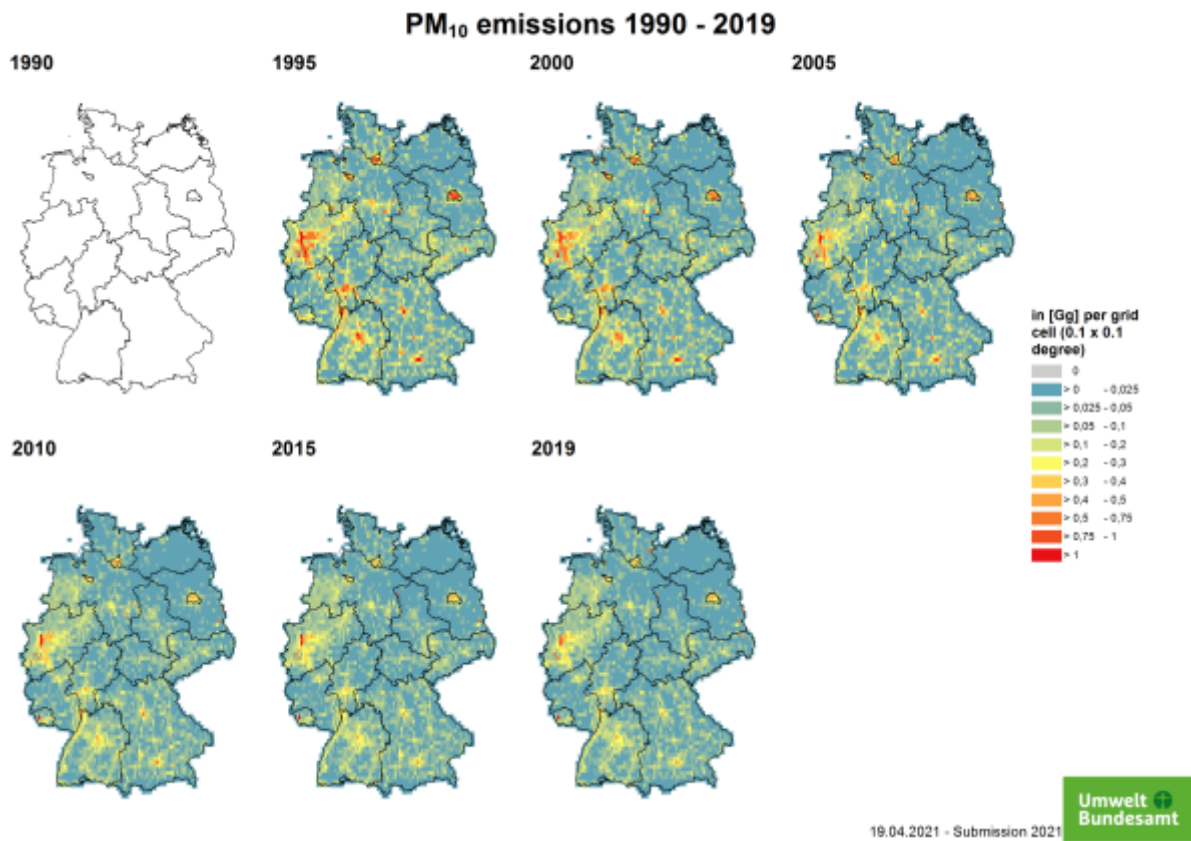 PM₁₀ emissions 1990 - 2019
1990
1995
2000
2005
in [Gg] per grid
cell (0.1 x 0.1
degree)
0
> 0 - 0,025
> 0,025 - 0,05
> 0,05 - 0,1
> 0,1 - 0,2
> 0,2 - 0,3
> 0,3 - 0,4
> 0,4 - 0,5
> 0,5 - 0,75
> 0,75 - 1
> 1
2010
2015
2019
19.04.2021 - Submission 2021
Umwelt
Bundesamt